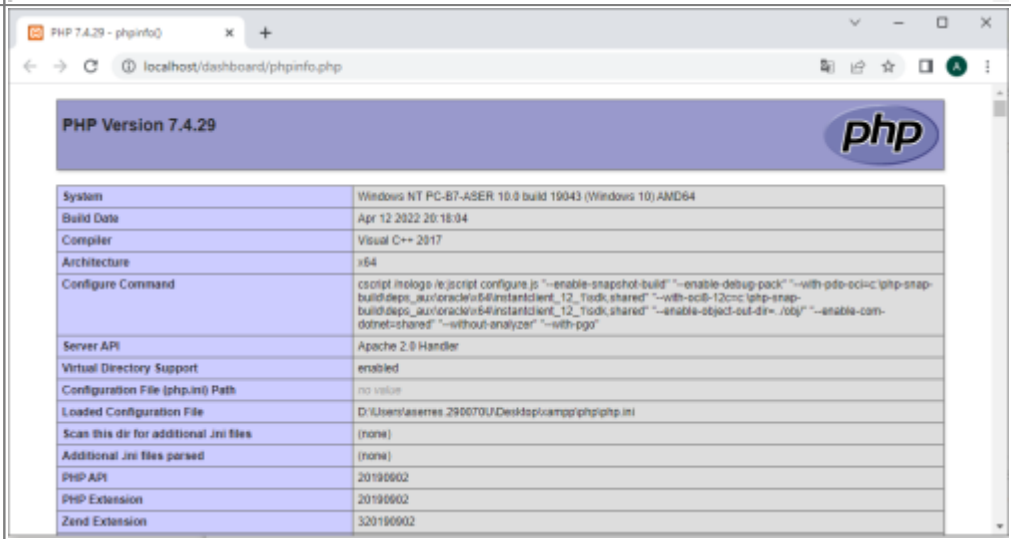 PHP 7.4.29 - phpinfo()
localhost/dashboard/phpinfo.php
A
PHP Version 7.4.29
php
System Windows NT PC-B7-ASER 10.0 build 19043 (Windows 10) AMD64
Build Date Apr 12 2022 20:18:04
Compiler Visual C++ 2017
Architecture x64
Configure Command cscript /nologo /e:jscript configure.js "--enable-snapshot-build" "--enable-debug-pack" "--with-pdo-oci=c:\php-snap-
build\deps_aux\oracle\x64\instantclient_12_1\sdk,shared" "--with-oci8-12c=c:\php-snap-
build\deps_aux\oracle\x64\instantclient_12_1\sdk,shared" "--enable-object-out-dir=../obj/" "--enable-com-
dotnet=shared" "--without-analyzer" "--with-pgo"
Server API Apache 2.0 Handler
Virtual Directory Support enabled
Configuration File (php.ini) Path no value
Loaded Configuration File D:\Users\aserres.290070U\Desktop\xampp\php\php.ini
Scan this dir for additional .ini files (none)
Additional .ini files parsed (none)
PHP API 20190902
PHP Extension 20190902
Zend Extension 320190902